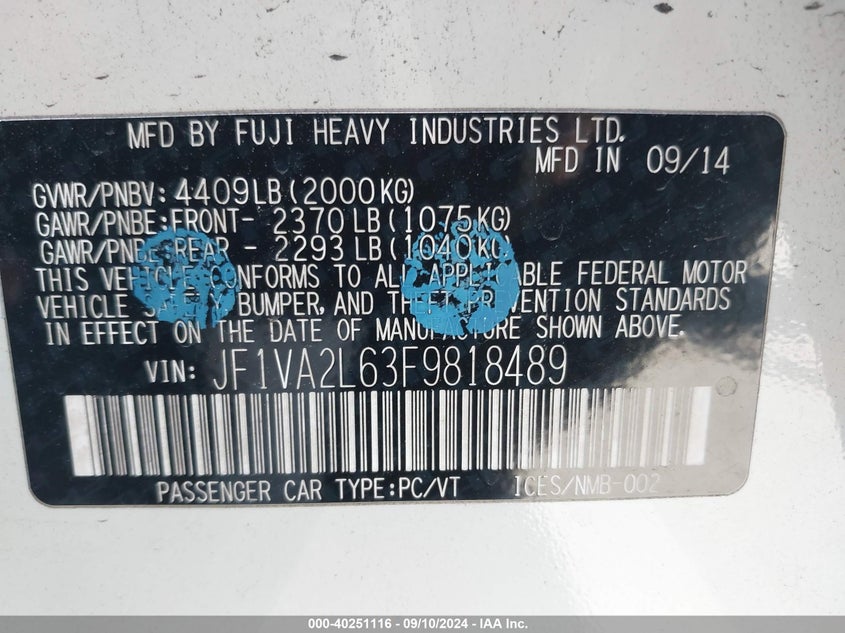 MFD BY FUJI HEAVY INDUSTRIES LTD.
MFD IN 09/14
GVWR/PNBV: 4409LB (2000KG)
GAWR/PNBE: FRONT- 2370 LB (1075KG)
GAWR/PNBE: REAR - 2293 LB (1040KG)
THIS VEHICLE CONFORMS TO ALL APPLICABLE FEDERAL MOTOR
VEHICLE SAFETY, BUMPER, AND THEFT PREVENTION STANDARDS
IN EFFECT ON THE DATE OF MANUFACTURE SHOWN ABOVE.
VIN: JF1VA2L63F9818489
PASSENGER CAR TYPE:PC/VT ICES/NMB-002
000-40251116 - 09/10/2024 - IAA Inc.